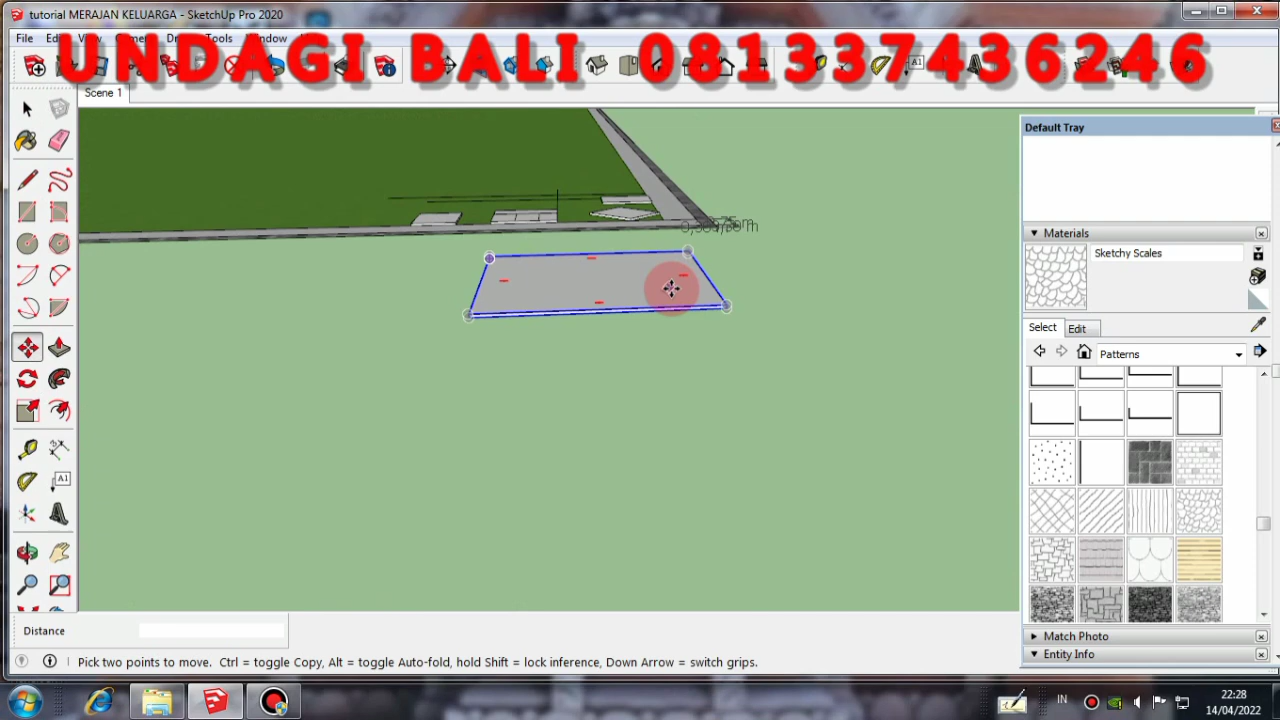 tutorial MERAJAN KELUARGA - SketchUp Pro 2020
File
Tools
Window
UNDAGI BALI 081337436246
Scene 1
Default Tray
Materials
Sketchy Scales
Select
Edit
Patterns
A1
Match Photo
Entity Info
Distance
Pick two points to move. Ctrl = toggle Copy, Alt = toggle Auto-fold, hold Shift = lock inference, Down Arrow = switch grips.
IN
22:28
14/04/2022